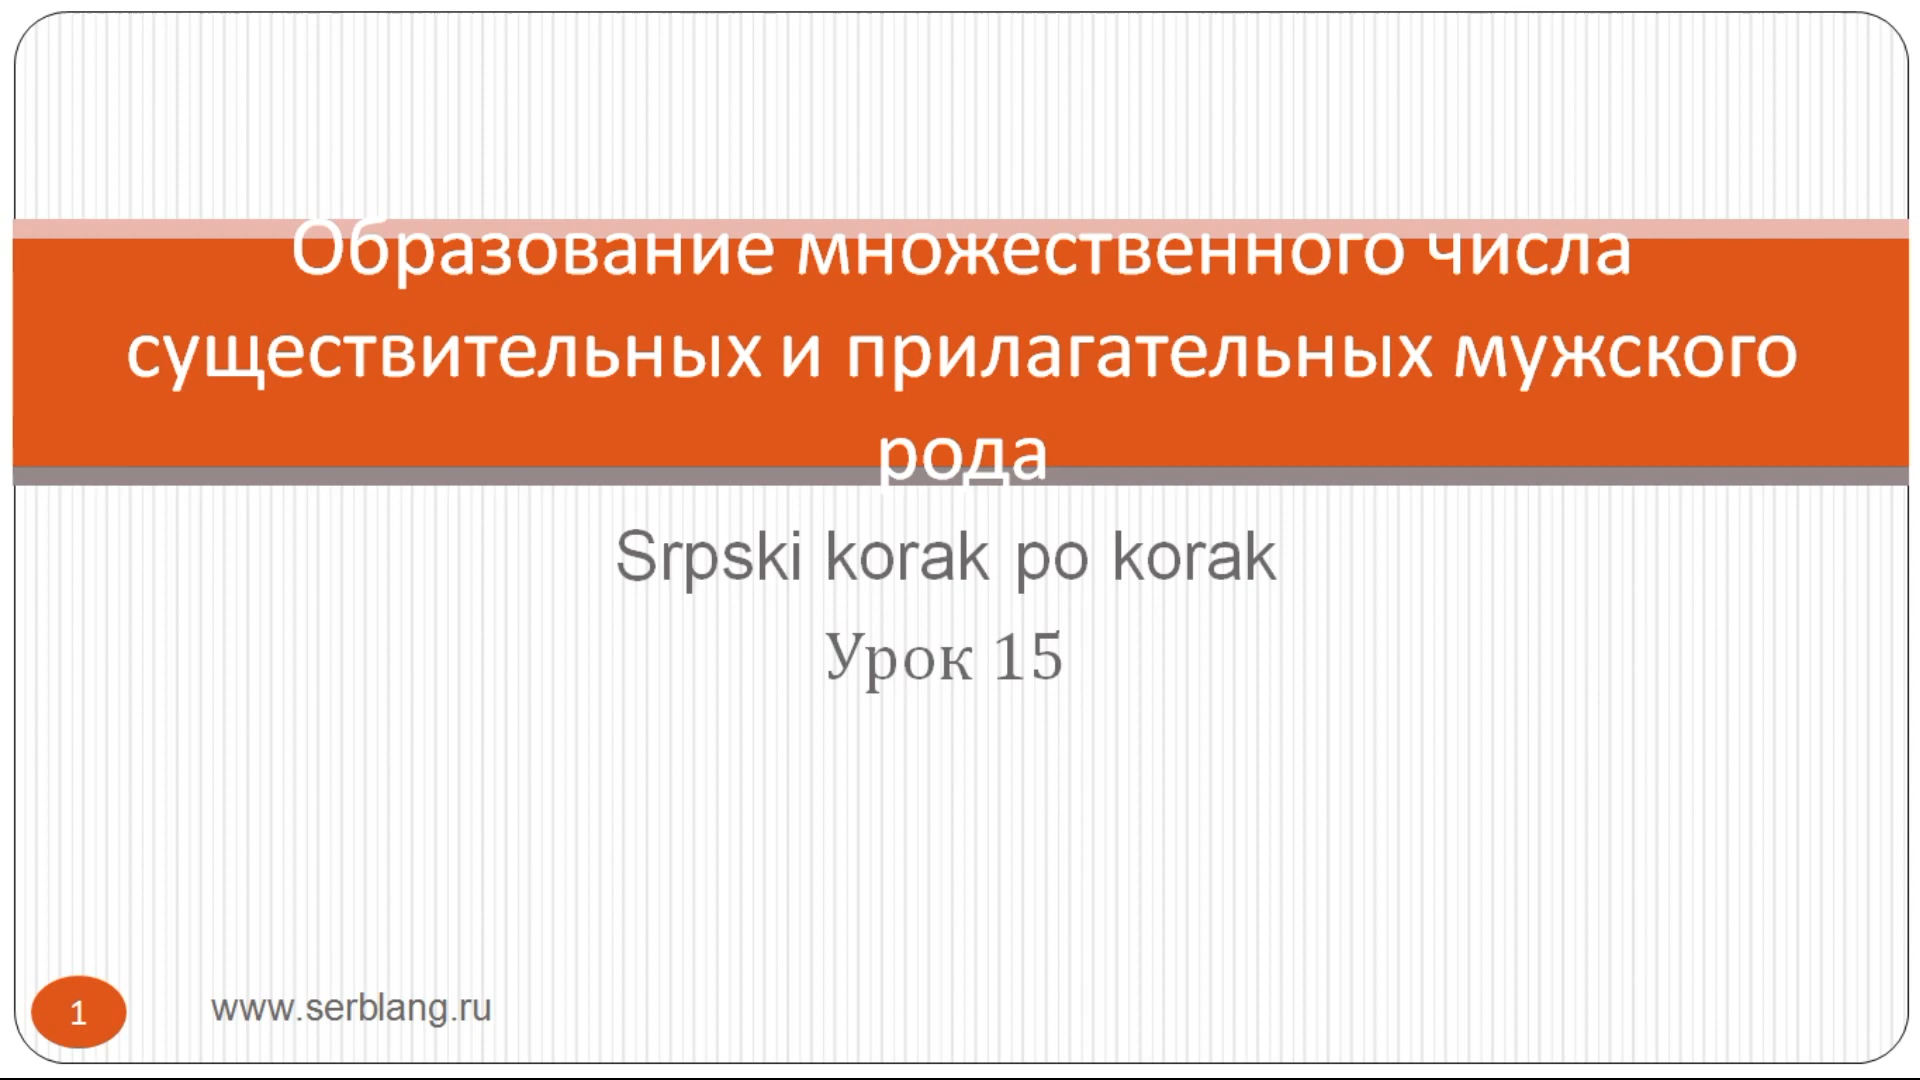 Образование множественного числа
существительных и прилагательных мужского
рода
Srpski korak po korak
Урок 15
1
www.serblang.ru